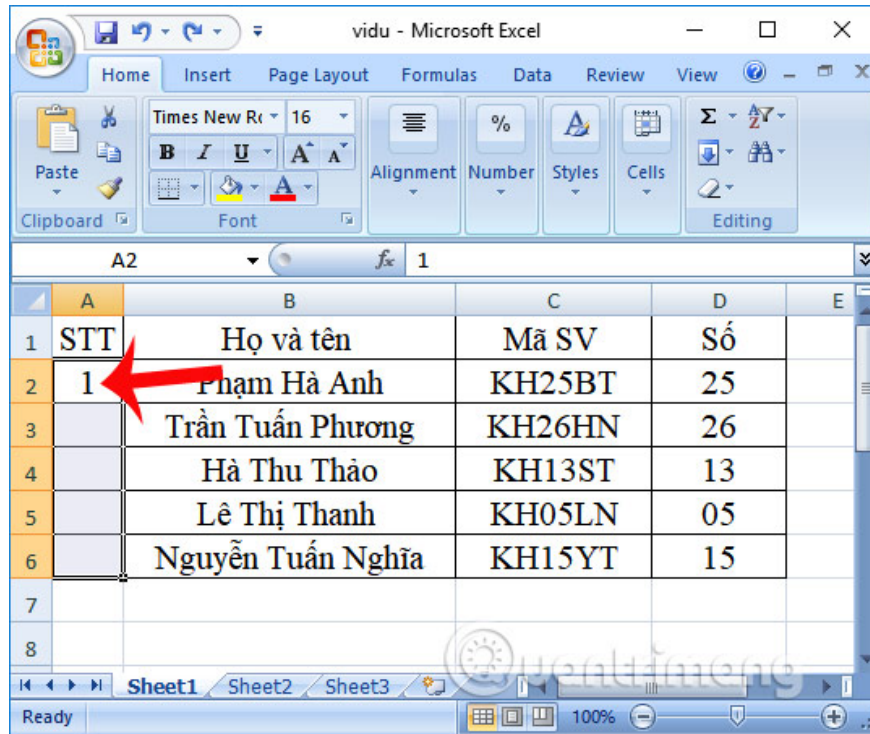 vidu - Microsoft Excel
Home Insert Page Layout Formulas Data Review View
Times New Ro 16
Paste B I U A A Alignment Number Styles Cells
Clipboard Font Editing
A2 fx 1
A B C D E
1 STT Họ và tên Mã SV Số
2 1 Phạm Hà Anh KH25BT 25
3 Trần Tuấn Phương KH26HN 26
4 Hà Thu Thảo KH13ST 13
5 Lê Thị Thanh KH05LN 05
6 Nguyễn Tuấn Nghĩa KH15YT 15
7
8
Quantrimang
Sheet1 Sheet2 Sheet3
Ready 100%